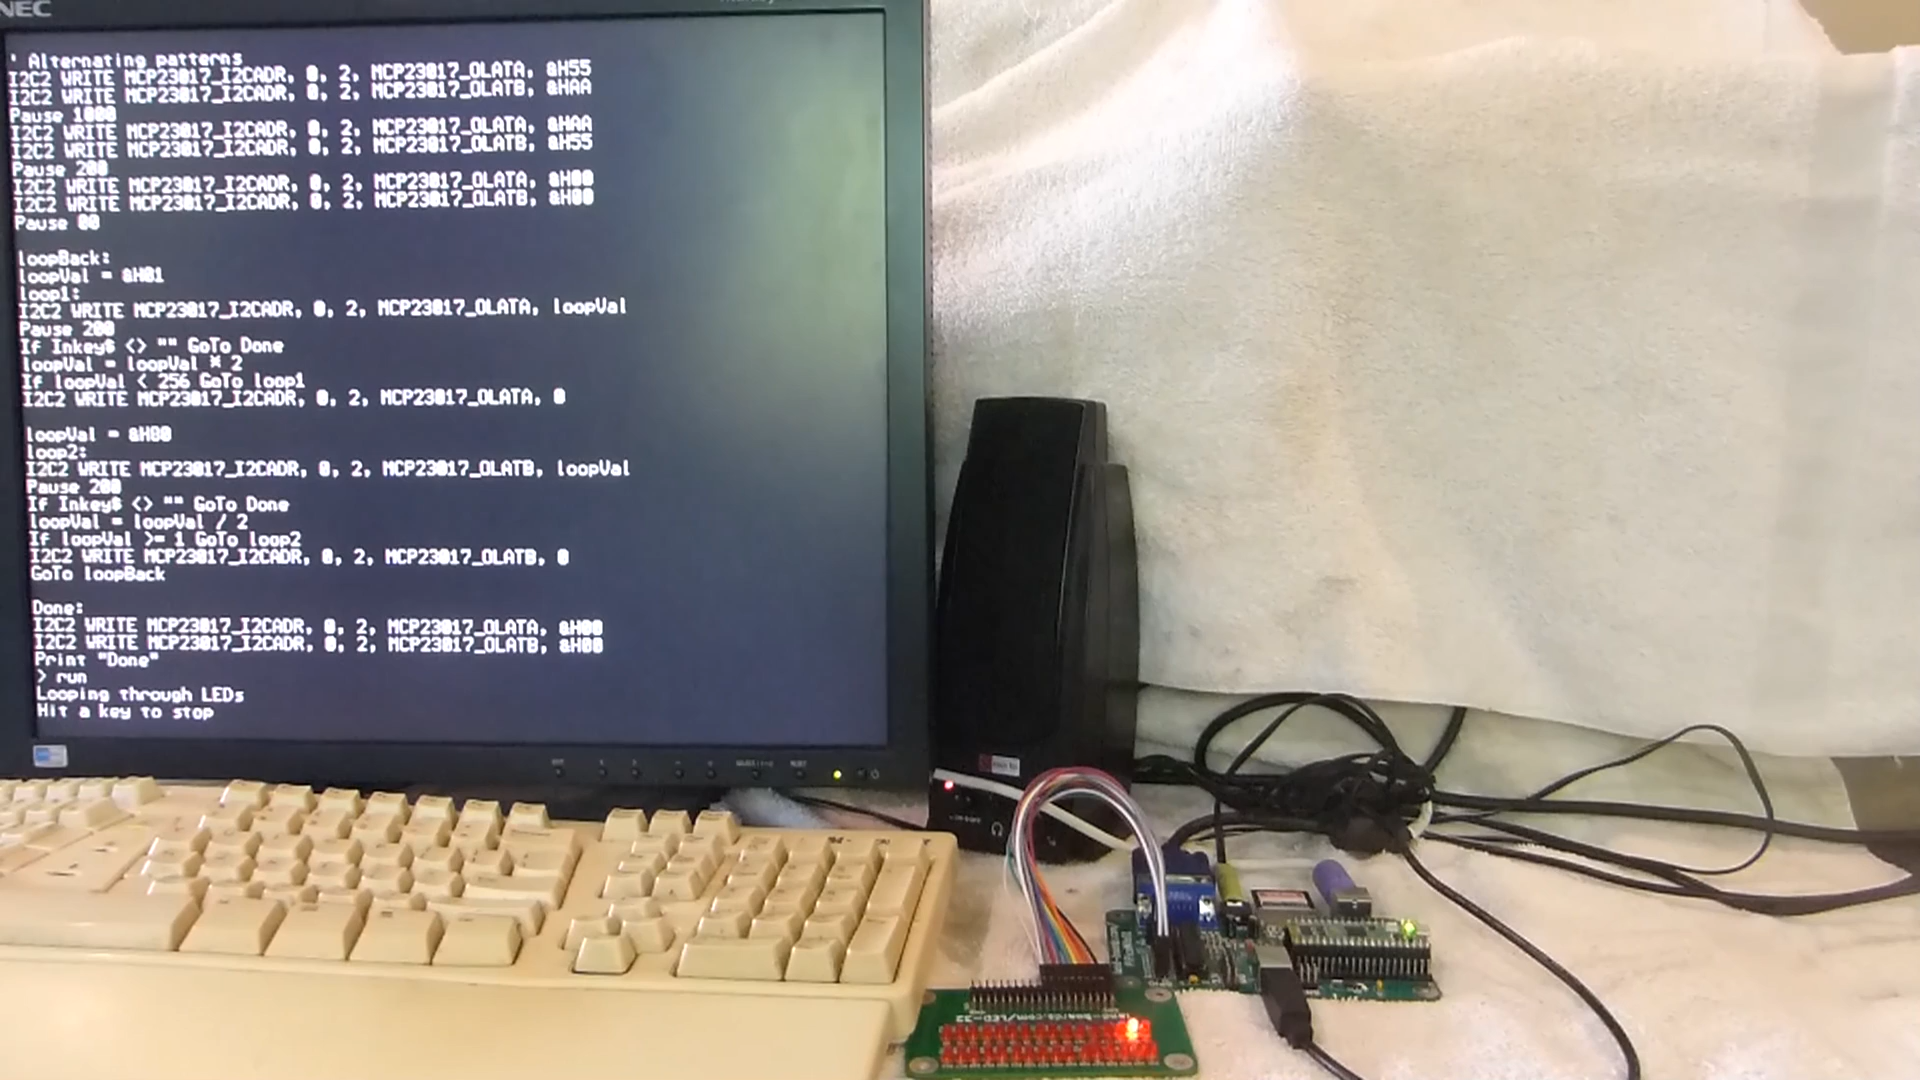 NEC
' Alternating patterns
I2C2 WRITE MCP23017_I2CADR, 0, 2, MCP23017_OLATA, &H55
I2C2 WRITE MCP23017_I2CADR, 0, 2, MCP23017_OLATB, &HAA
Pause 1000
I2C2 WRITE MCP23017_I2CADR, 0, 2, MCP23017_OLATA, &HAA
I2C2 WRITE MCP23017_I2CADR, 0, 2, MCP23017_OLATB, &H55
Pause 200
I2C2 WRITE MCP23017_I2CADR, 0, 2, MCP23017_OLATA, &H00
I2C2 WRITE MCP23017_I2CADR, 0, 2, MCP23017_OLATB, &H00
Pause
loopBack:
loopVal = &H01
loop1:
I2C2 WRITE MCP23017_I2CADR, 0, 2, MCP23017_OLATA, loopVal
Pause 200
If Inkey$ <> "" GoTo Done
loopVal = loopVal * 2
If loopVal < 256 GoTo loop1
I2C2 WRITE MCP23017_I2CADR, 0, 2, MCP23017_OLATA, 0
loopVal = &H80
loop2:
I2C2 WRITE MCP23017_I2CADR, 0, 2, MCP23017_OLATB, loopVal
Pause 200
If Inkey$ <> "" GoTo Done
loopVal = loopVal / 2
If loopVal >= 1 GoTo loop2
I2C2 WRITE MCP23017_I2CADR, 0, 2, MCP23017_OLATB, 0
GoTo loopBack
Done:
I2C2 WRITE MCP23017_I2CADR, 0, 2, MCP23017_OLATA, &H00
I2C2 WRITE MCP23017_I2CADR, 0, 2, MCP23017_OLATB, &H00
Print "Done"
> run
Looping through LEDs
Hit a key to stop
land-boards.com/LED-32